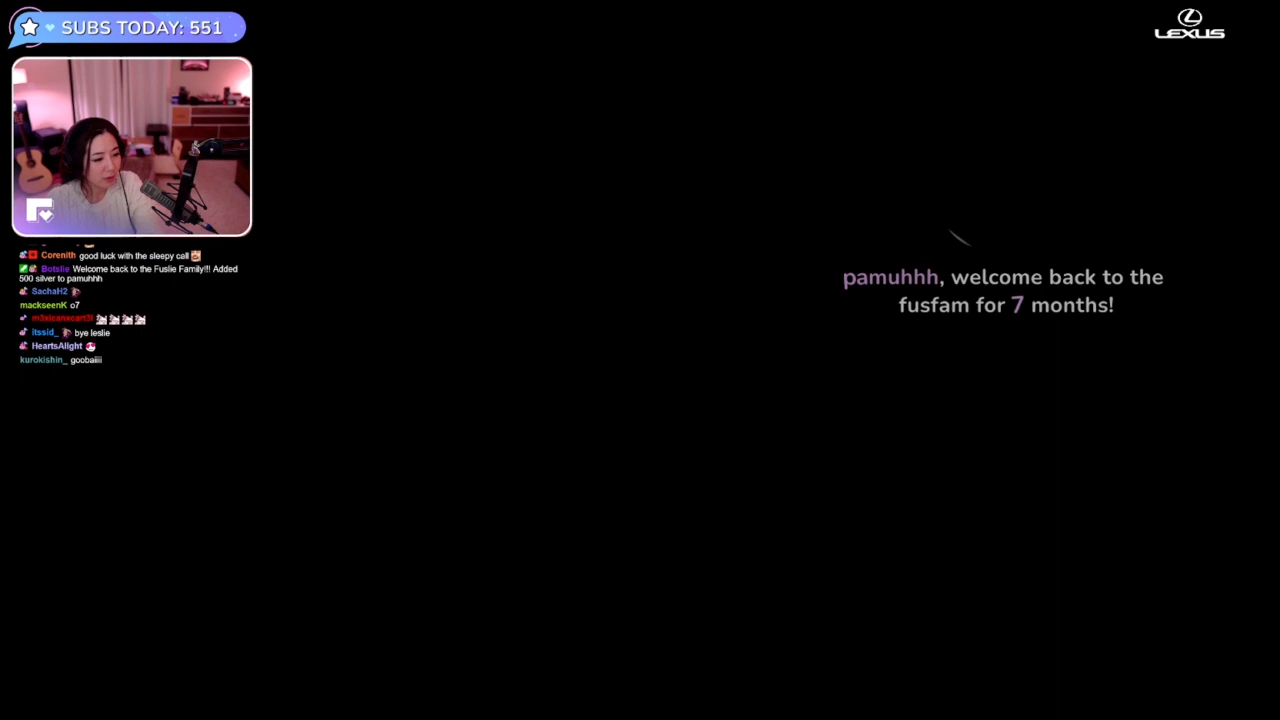 SUBS TODAY: 551
LEXUS
Corenith good luck with the sleepy call
Botslie Welcome back to the Fuslie Family!!! Added
500 silver to pamuhhh
SachaH2
mackseenK o7
m3xicanxcart3l
itssid_ bye leslie
HeartsAlight
kurokishin_ goobaiiii
pamuhhh, welcome back to the
fusfam for 7 months!